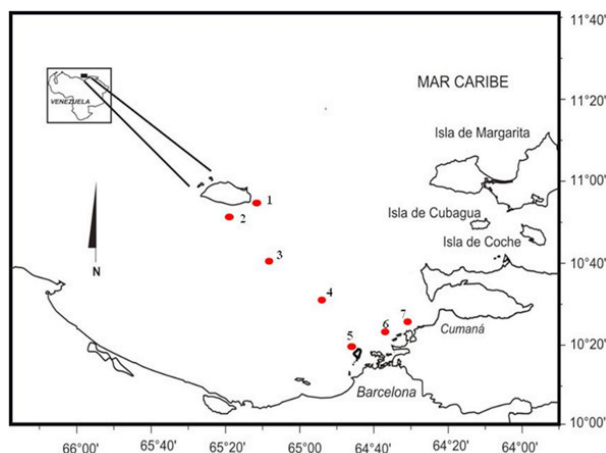 11°40'
MAR CARIBE
VENEZUELA
11°20'
Isla de Margarita
11°00'
1
2
Isla de Cubagua
Isla de Coche
3
10°40'
N
4
7
6
Cumaná
5
10°20'
Barcelona
10°00'
66°00' 65°40' 65°20' 65°00' 64°40' 64°20' 64°00'